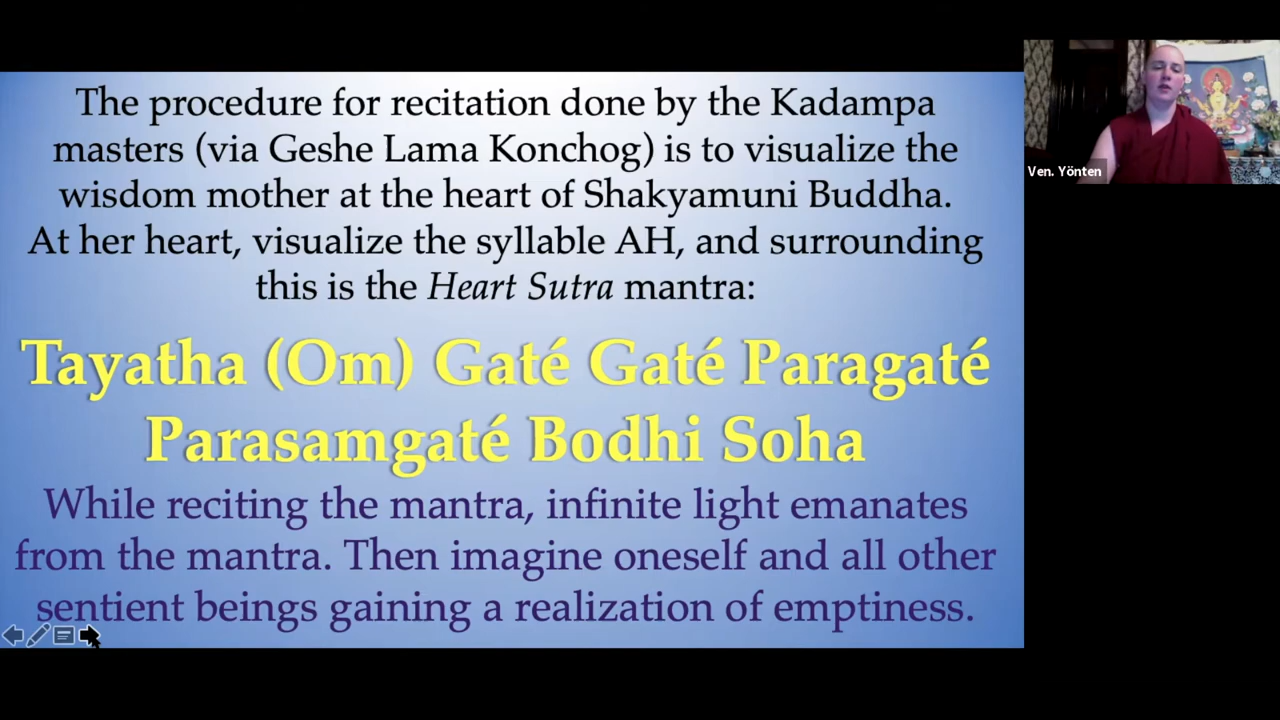 The procedure for recitation done by the Kadampa
masters (via Geshe Lama Konchog) is to visualize the
wisdom mother at the heart of Shakyamuni Buddha.
At her heart, visualize the syllable AH, and surrounding
this is the Heart Sutra mantra:
Tayatha (Om) Gaté Gaté Paragaté
Parasamgaté Bodhi Soha
While reciting the mantra, infinite light emanates
from the mantra. Then imagine oneself and all other
sentient beings gaining a realization of emptiness.
Ven. Yönten